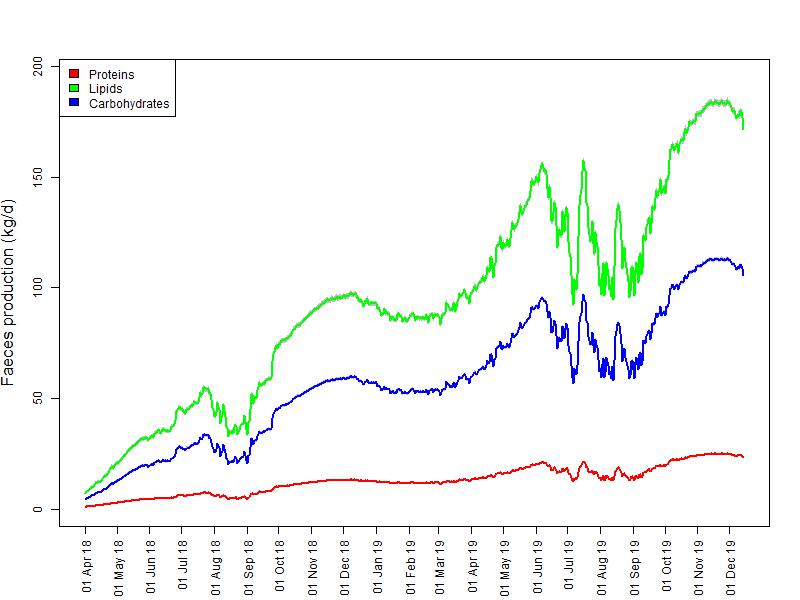 Proteins
Lipids
Carbohydrates
Faeces production (kg/d)
200
150
100
50
0
01 Apr 18
01 May 18
01 Jun 18
01 Jul 18
01 Aug 18
01 Sep 18
01 Oct 18
01 Nov 18
01 Dec 18
01 Jan 19
01 Feb 19
01 Mar 19
01 Apr 19
01 May 19
01 Jun 19
01 Jul 19
01 Aug 19
01 Sep 19
01 Oct 19
01 Nov 19
01 Dec 19